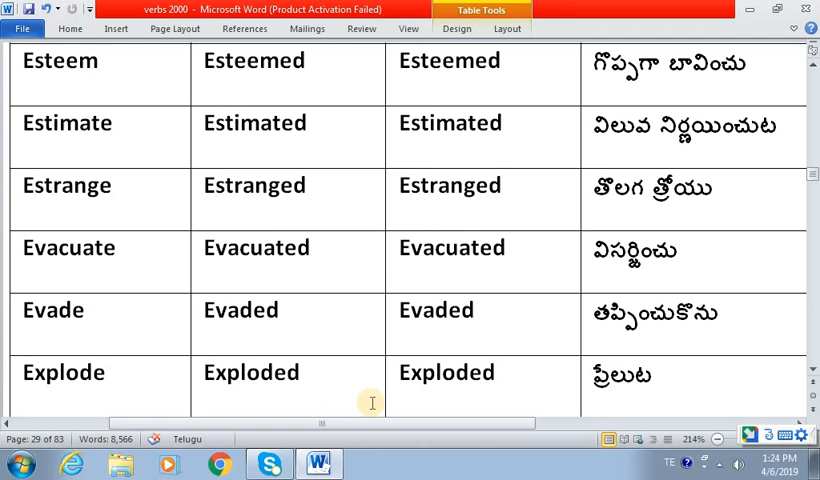 verbs 2000 - Microsoft Word (Product Activation Failed)
Table Tools
File Home Insert Page Layout References Mailings Review View Design Layout
Esteem Esteemed Esteemed గొప్పగా బావించు
Estimate Estimated Estimated విలువ నిర్ణయించుట
Estrange Estranged Estranged తొలగ త్రోయు
Evacuate Evacuated Evacuated విసర్జించు
Evade Evaded Evaded తప్పించుకొను
Explode Exploded Exploded ప్రేలుట
Page: 29 of 83 Words: 8,566 Telugu 214%
TE 1:24 PM
4/6/2019